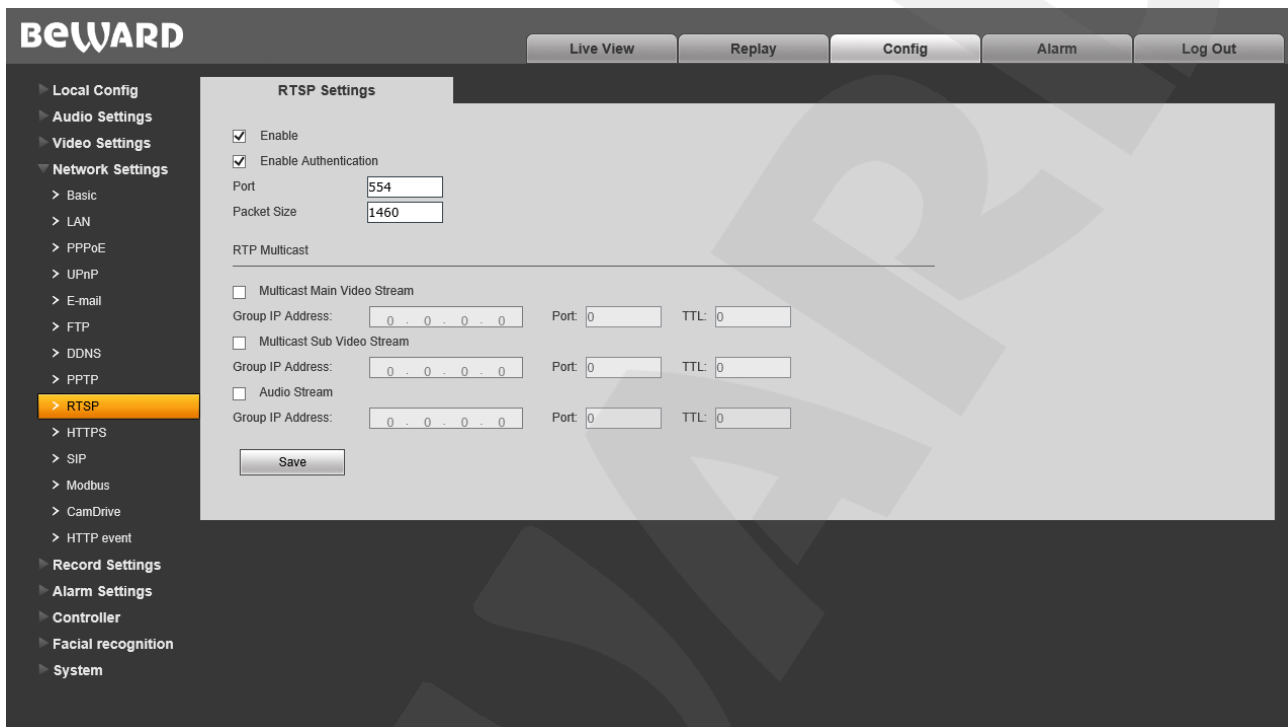 BEWARD
Live View Replay Config Alarm Log Out
Local Config
Audio Settings
Video Settings
Network Settings
> Basic
> LAN
> PPPoE
> UPnP
> E-mail
> FTP
> DDNS
> PPTP
> RTSP
> HTTPS
> SIP
> Modbus
> CamDrive
> HTTP event
Record Settings
Alarm Settings
Controller
Facial recognition
System
RTSP Settings
Enable
Enable Authentication
Port 554
Packet Size 1460
RTP Multicast
Multicast Main Video Stream
Group IP Address: 0 . 0 . 0 . 0 Port: 0 TTL: 0
Multicast Sub Video Stream
Group IP Address: 0 . 0 . 0 . 0 Port: 0 TTL: 0
Audio Stream
Group IP Address: 0 . 0 . 0 . 0 Port: 0 TTL: 0
Save